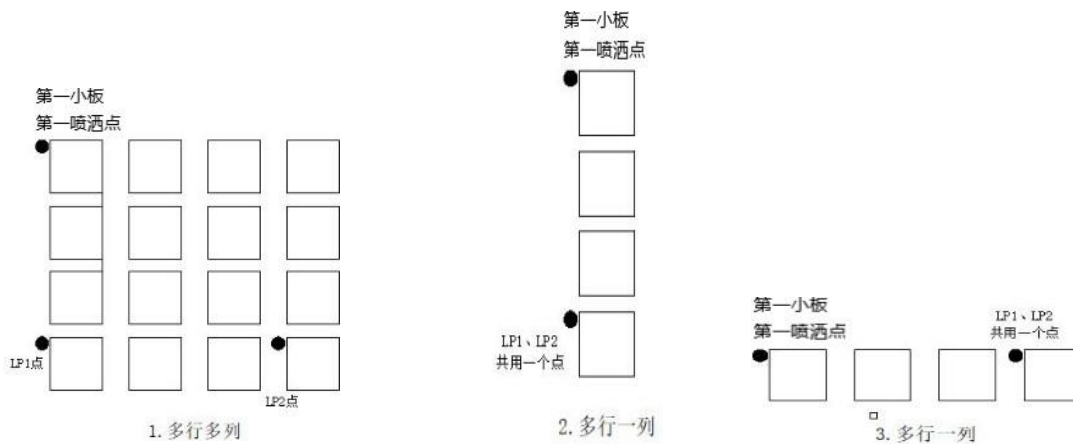 第一小板
第一喷洒点
LP1点
LP2点
1.多行多列
第一小板
第一喷洒点
LP1、LP2
共用一个点
2.多行一列
第一小板
第一喷洒点
LP1、LP2
共用一个点
3.多行一列